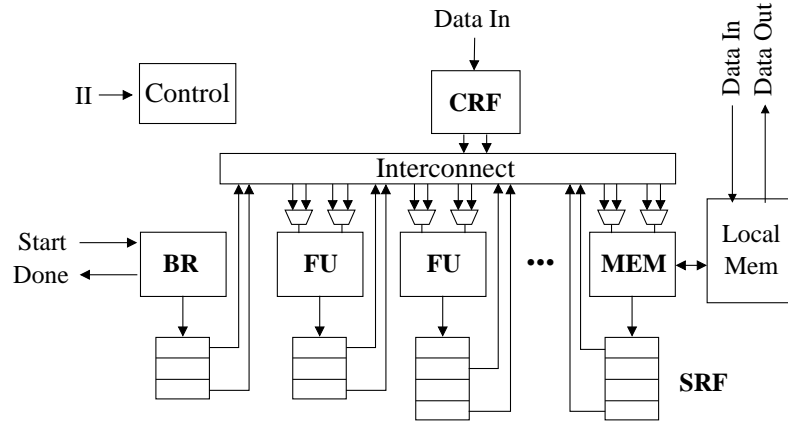 Data In
Data In
Data Out
II
Control
CRF
Interconnect
Start
Done
BR
FU
FU
•••
MEM
Local
Mem
SRF